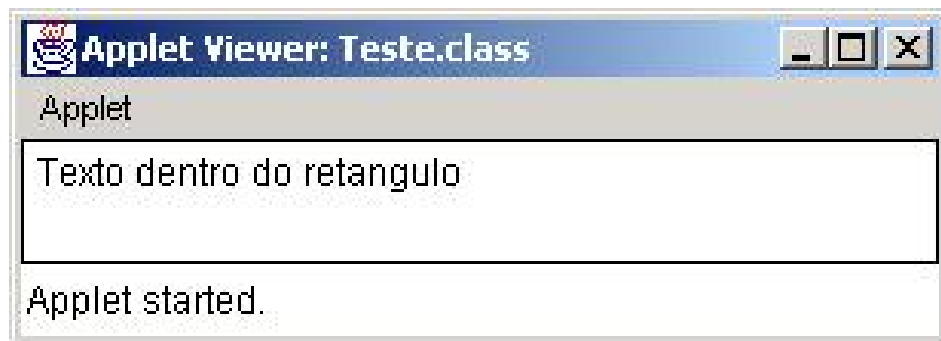 Applet Viewer: Teste.class
Applet
Texto dentro do retangulo
Applet started.